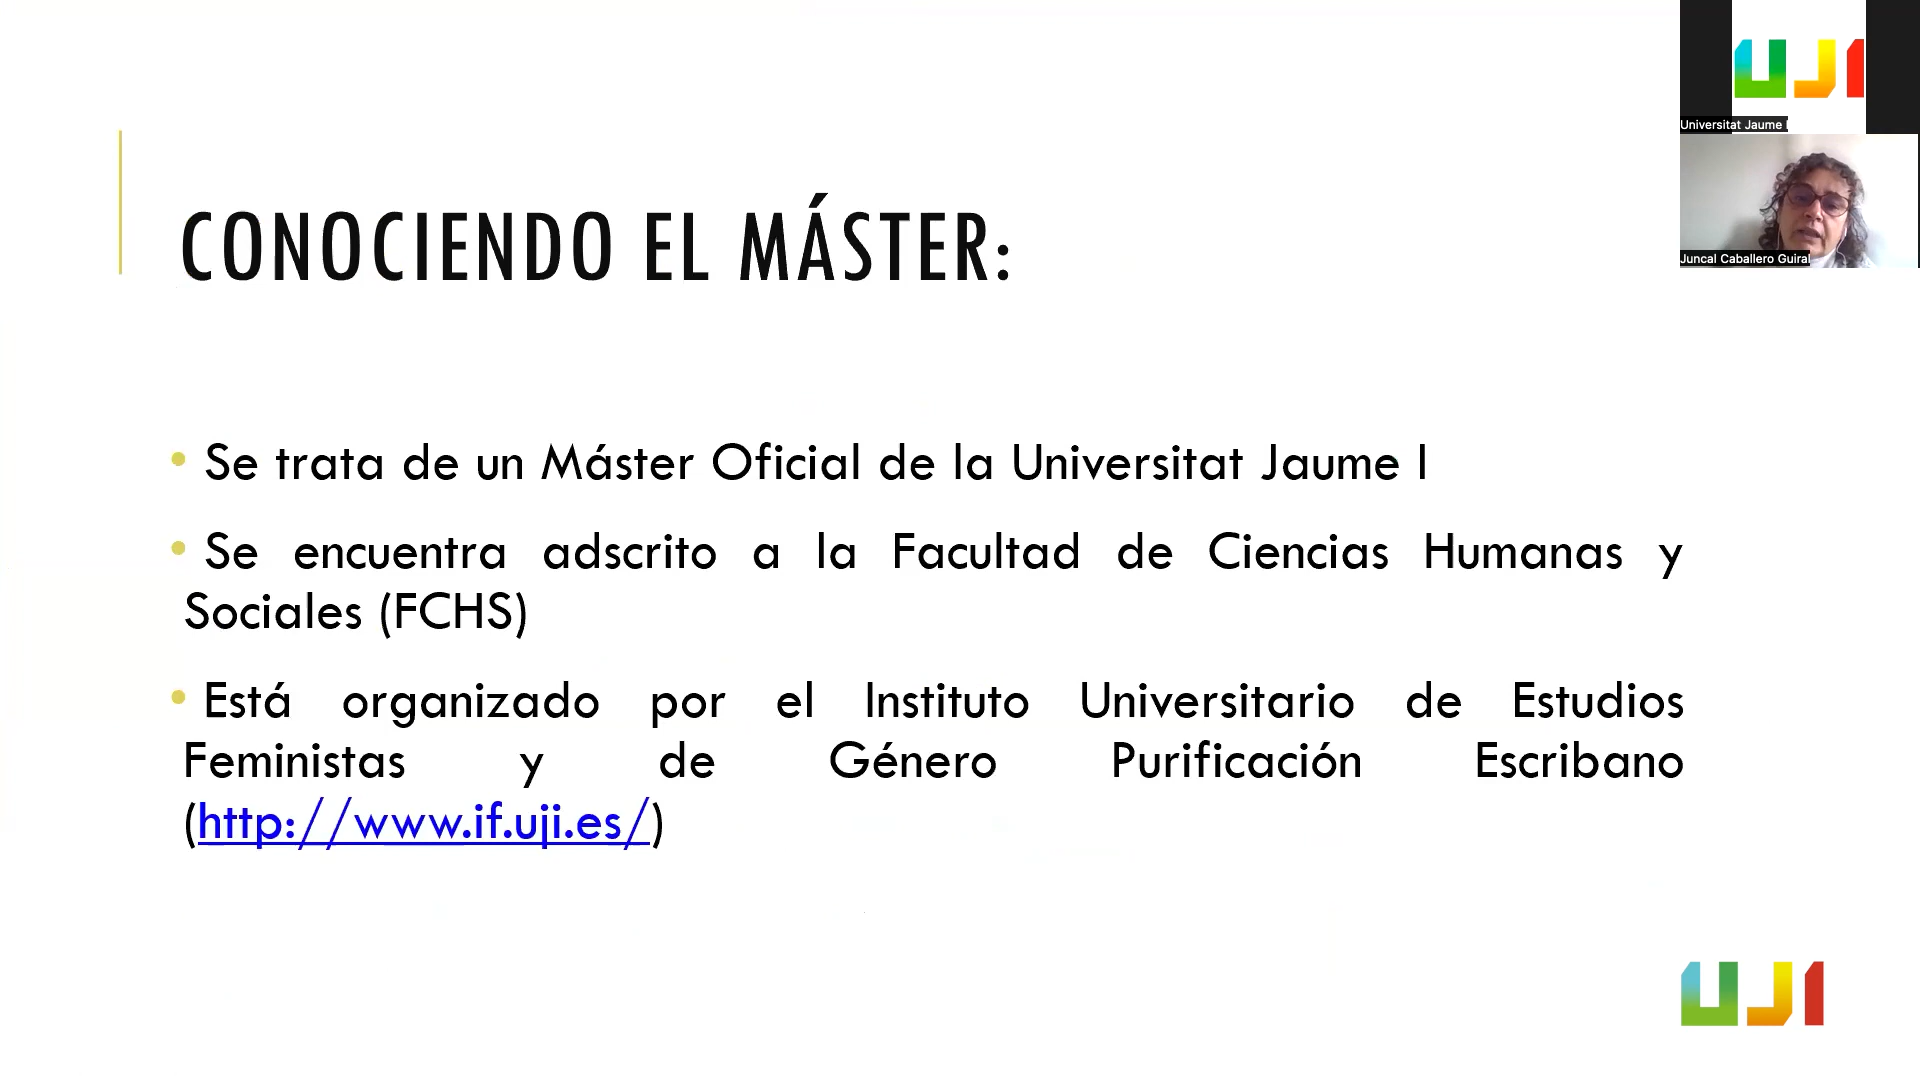 UJI
Universitat Jaume I
Juncal Caballero Guiral
CONOCIENDO EL MÁSTER:
• Se trata de un Máster Oficial de la Universitat Jaume I
• Se encuentra adscrito a la Facultad de Ciencias Humanas y
Sociales (FCHS)
• Está organizado por el Instituto Universitario de Estudios
Feministas y de Género Purificación Escribano
(http://www.if.uji.es/)
UJI